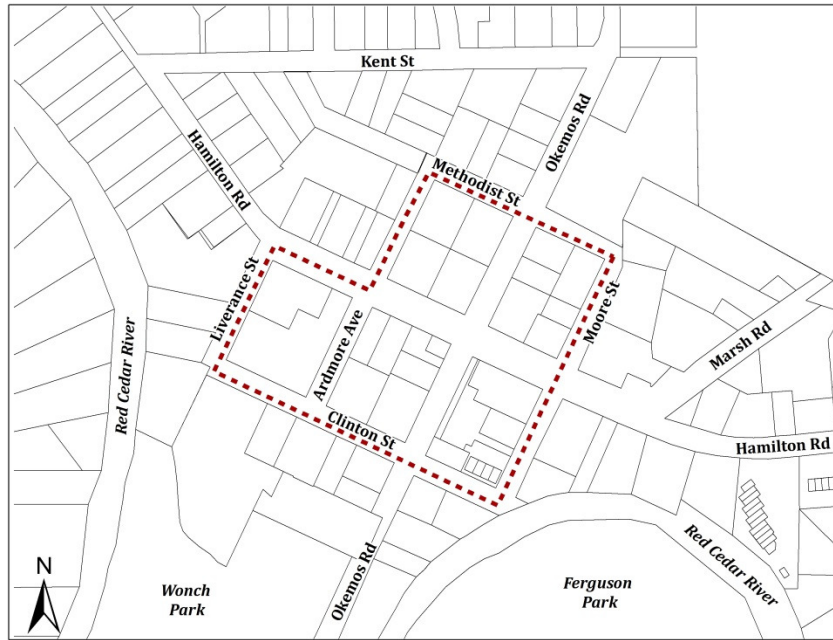 Kent St
Hamilton Rd
Okemos Rd
Methodist St
Liverance St
Moore St
Ardmore Ave
Marsh Rd
Red Cedar River
Clinton St
Hamilton Rd
Red Cedar River
Okemos Rd
N
Wonch
Park
Ferguson
Park